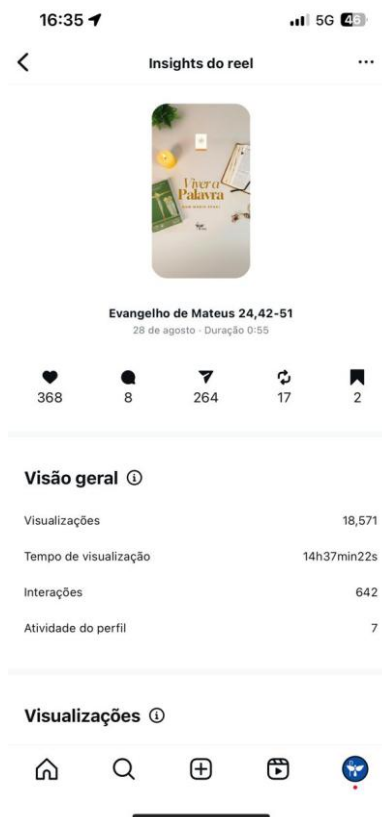 16:35
5G 46
Insights do reel
Viver a
Palavra
Evangelho de Mateus 24,42-51
28 de agosto · Duração 0:55
368 8 264 17 2
Visão geral
Visualizações 18,571
Tempo de visualização 14h37min22s
Interações 642
Atividade do perfil 7
Visualizações